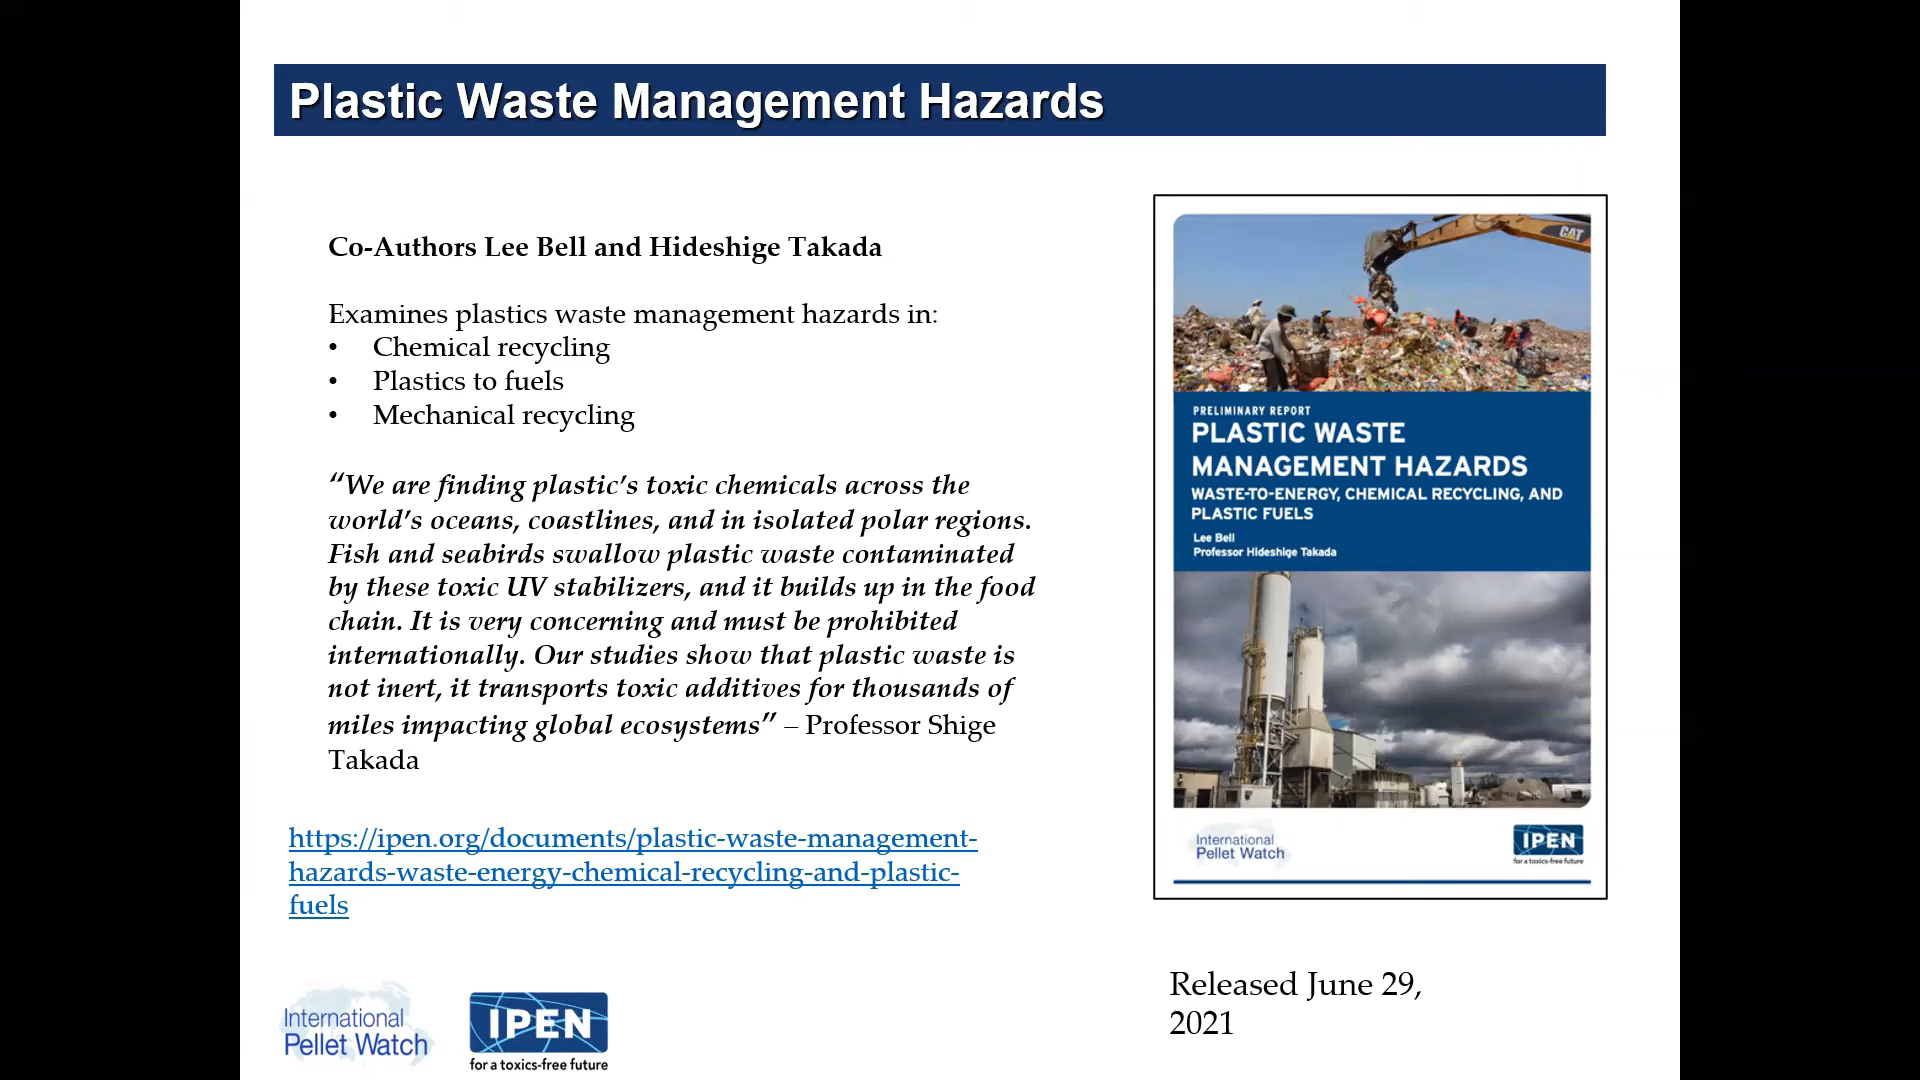 Plastic Waste Management Hazards
Co-Authors Lee Bell and Hideshige Takada
Examines plastics waste management hazards in:
• Chemical recycling
• Plastics to fuels
• Mechanical recycling
“We are finding plastic’s toxic chemicals across the
world’s oceans, coastlines, and in isolated polar regions.
Fish and seabirds swallow plastic waste contaminated
by these toxic UV stabilizers, and it builds up in the food
chain. It is very concerning and must be prohibited
internationally. Our studies show that plastic waste is
not inert, it transports toxic additives for thousands of
miles impacting global ecosystems” – Professor Shige
Takada
https://ipen.org/documents/plastic-waste-management-
hazards-waste-energy-chemical-recycling-and-plastic-
fuels
International
Pellet Watch
IPEN
for a toxics-free future
CAT
PRELIMINARY REPORT
PLASTIC WASTE
MANAGEMENT HAZARDS
WASTE-TO-ENERGY, CHEMICAL RECYCLING, AND
PLASTIC FUELS
Lee Bell
Professor Hideshige Takada
International
Pellet Watch
IPEN
for a toxics-free future
Released June 29,
2021